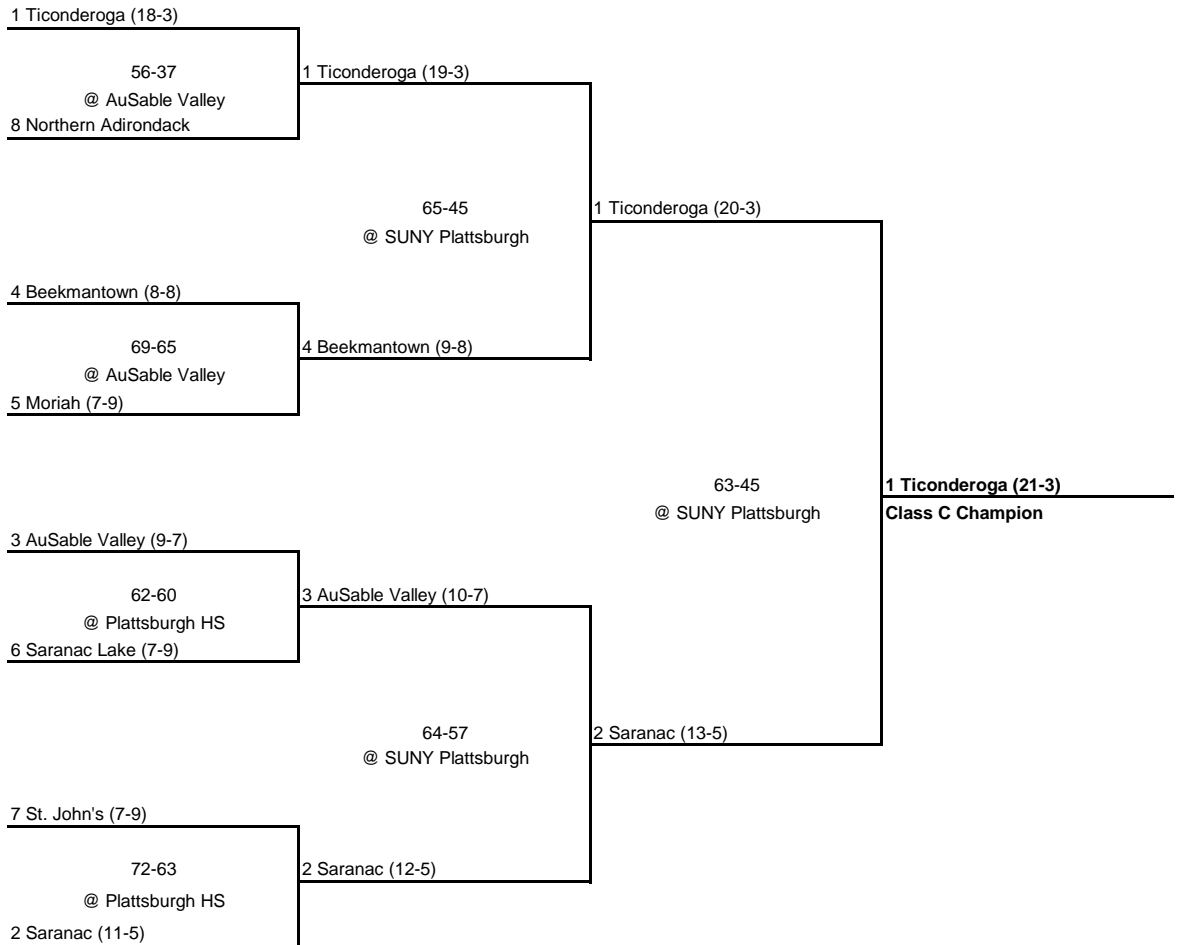 1 Ticonderoga (18-3)
56-37
@ AuSable Valley
8 Northern Adirondack
1 Ticonderoga (19-3)
65-45
@ SUNY Plattsburgh
1 Ticonderoga (20-3)
4 Beekmantown (8-8)
69-65
@ AuSable Valley
5 Moriah (7-9)
4 Beekmantown (9-8)
63-45
@ SUNY Plattsburgh
1 Ticonderoga (21-3)
Class C Champion
3 AuSable Valley (9-7)
62-60
@ Plattsburgh HS
6 Saranac Lake (7-9)
3 AuSable Valley (10-7)
64-57
@ SUNY Plattsburgh
2 Saranac (13-5)
7 St. John's (7-9)
72-63
@ Plattsburgh HS
2 Saranac (11-5)
2 Saranac (12-5)